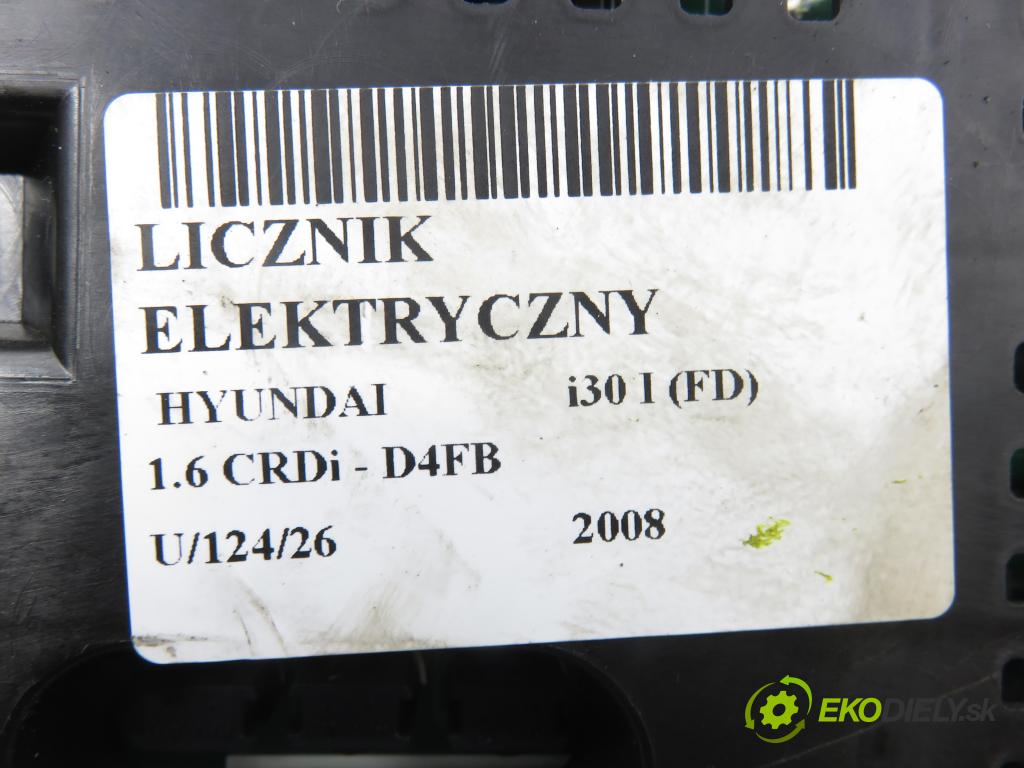 LICZNIK
ELEKTRYCZNY
HYUNDAI i30 I (FD)
1.6 CRDi - D4FB
U/124/26 2008
EKODIELY.sk